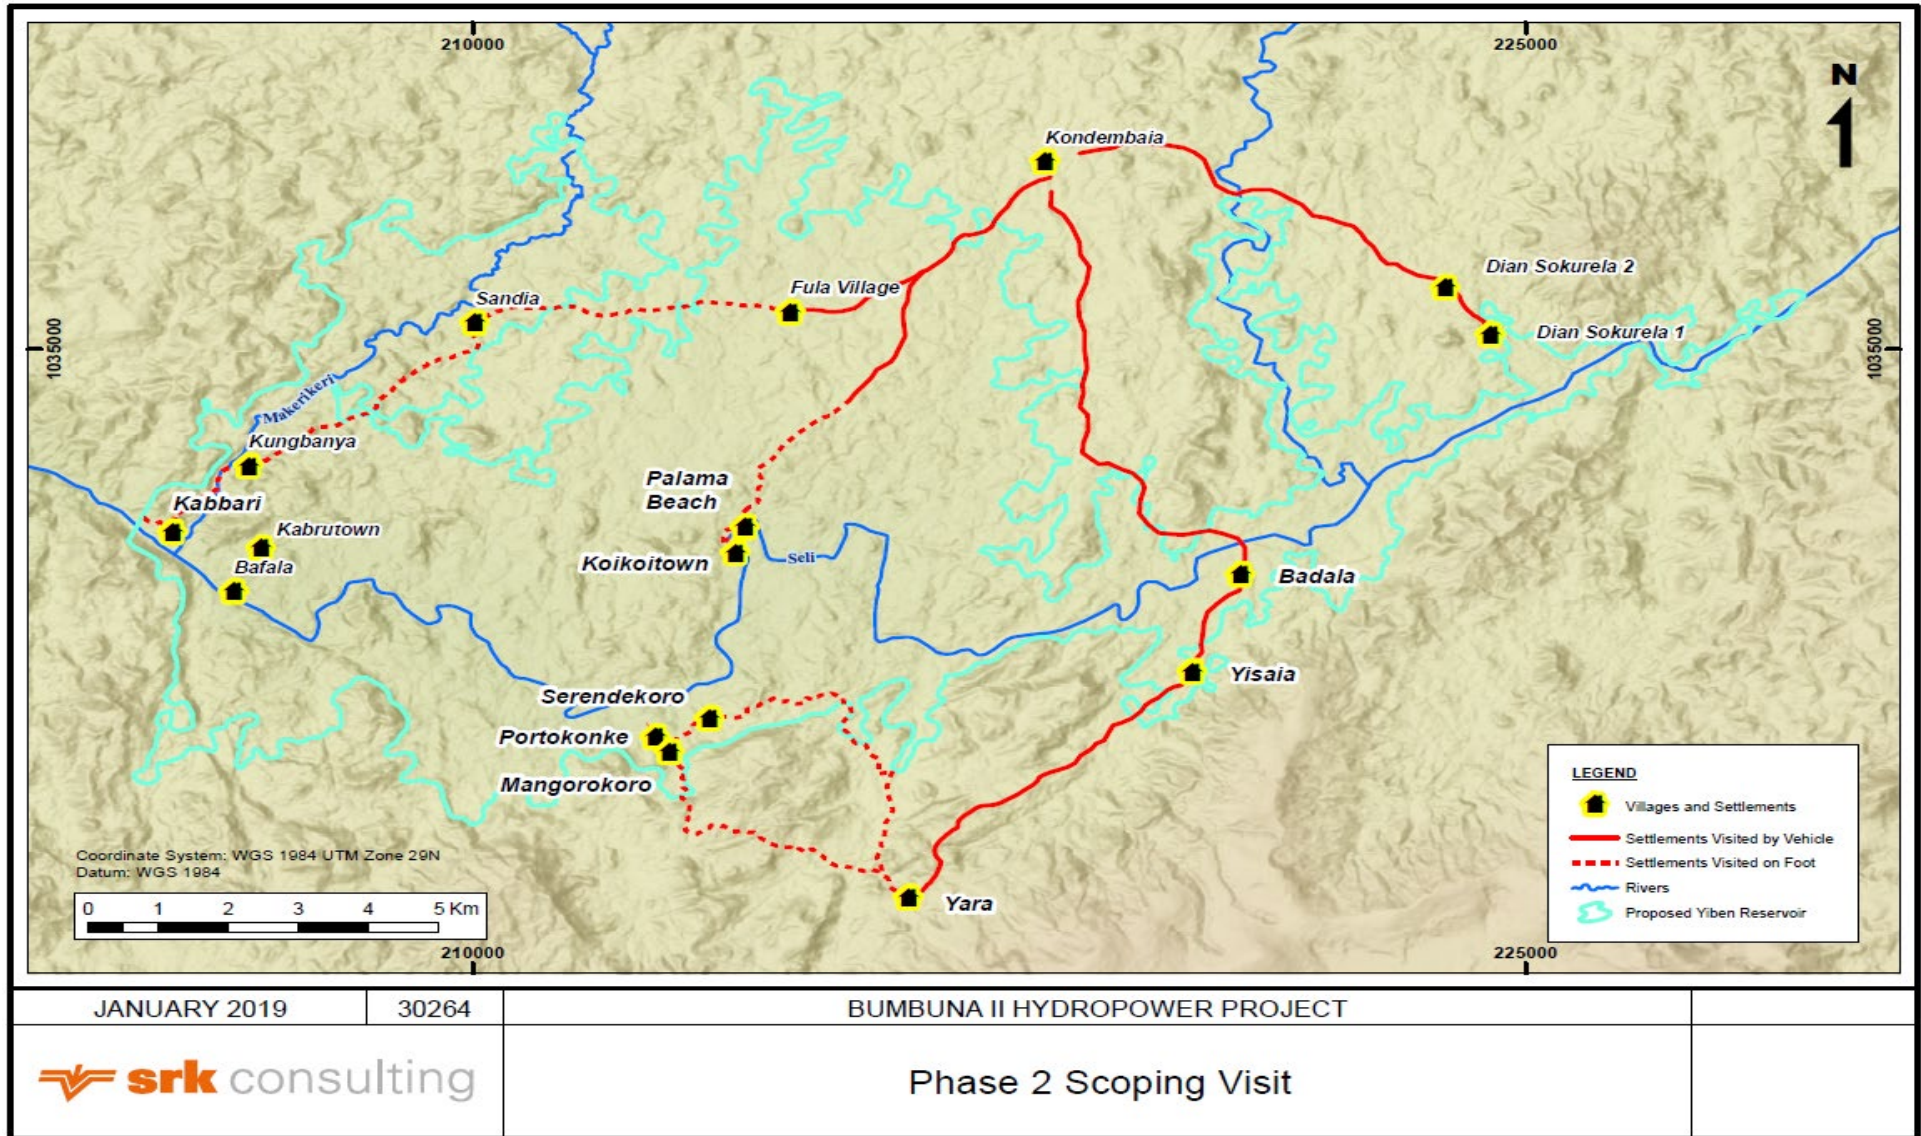 210000
225000
N
Kondembaia
Dian Sokurela 2
Fula Village
Sandia
Dian Sokurela 1
1035000
1035000
Makerikeri
Kungbanya
Palama
Beach
Kabbari
Kabrutown
Koikoitown
Seli
Bafala
Badala
Yisaia
Serendekoro
Portokonke
Mangorokoro
Yara
LEGEND
Villages and Settlements
Settlements Visited by Vehicle
Settlements Visited on Foot
Rivers
Proposed Yiben Reservoir
Coordinate System: WGS 1984 UTM Zone 29N
Datum: WGS 1984
0 1 2 3 4 5 Km
210000
225000
JANUARY 2019
30264
BUMBUNA II HYDROPOWER PROJECT
srk consulting
Phase 2 Scoping Visit